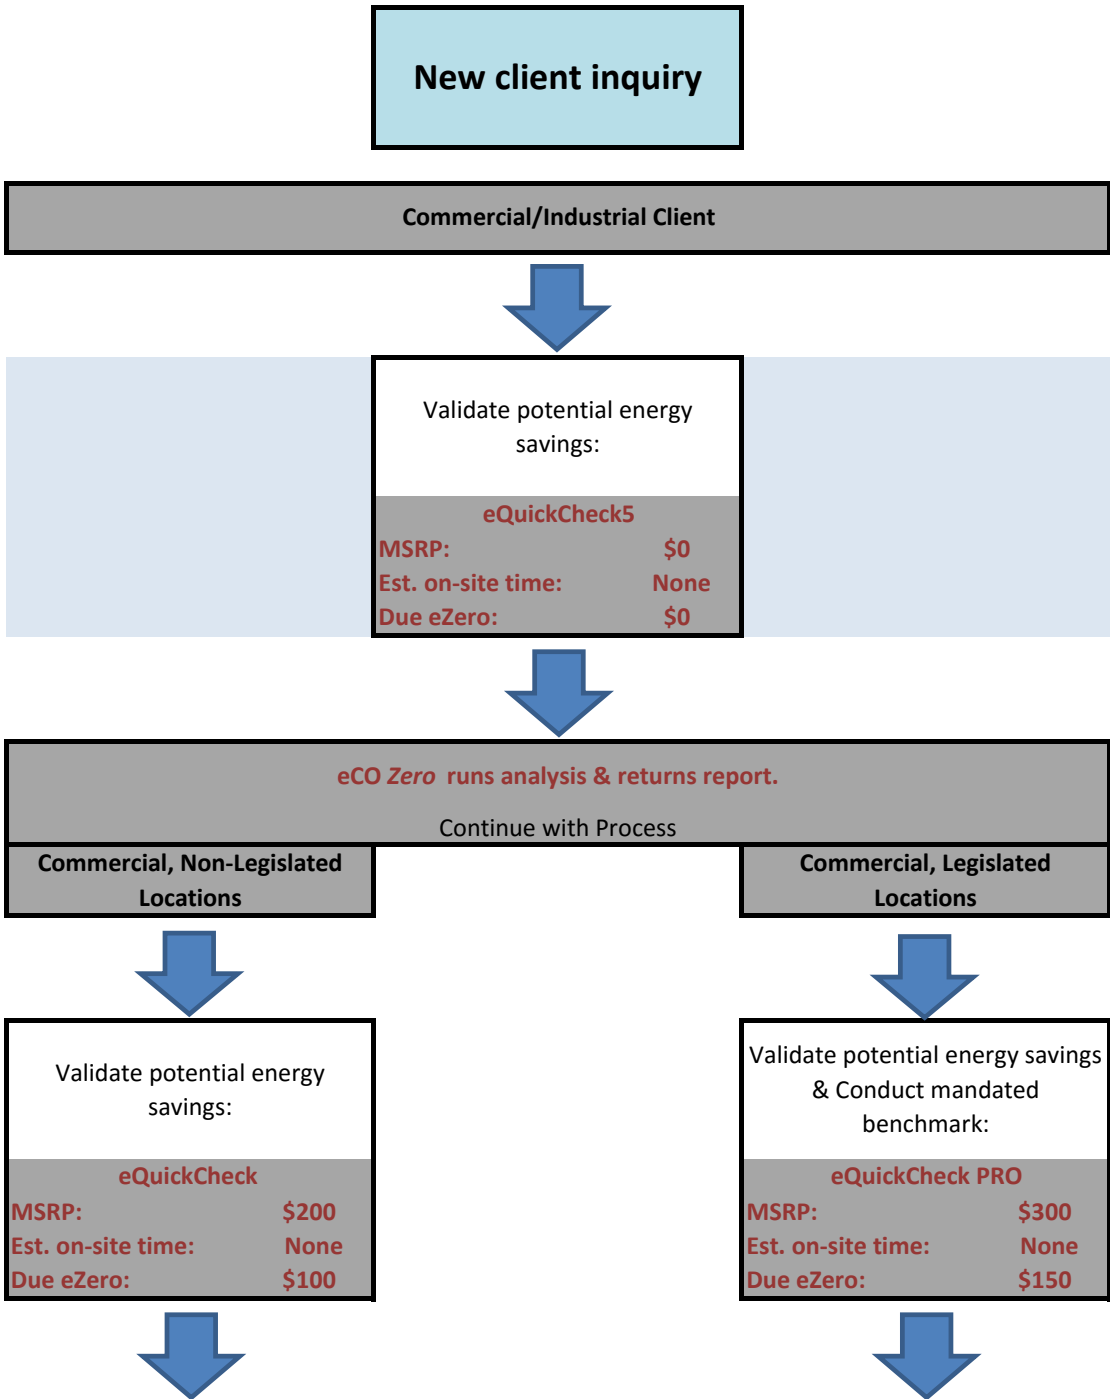 New client inquiry
Commercial/Industrial Client
Validate potential energy
savings:
eQuickCheck5
MSRP: $0
Est. on-site time: None
Due eZero: $0
eCO Zero runs analysis & returns report.
Continue with Process
Commercial, Non-Legislated
Locations
Validate potential energy
savings:
eQuickCheck
MSRP: $200
Est. on-site time: None
Due eZero: $100
Commercial, Legislated
Locations
Validate potential energy savings
& Conduct mandated
benchmark:
eQuickCheck PRO
MSRP: $300
Est. on-site time: None
Due eZero: $150